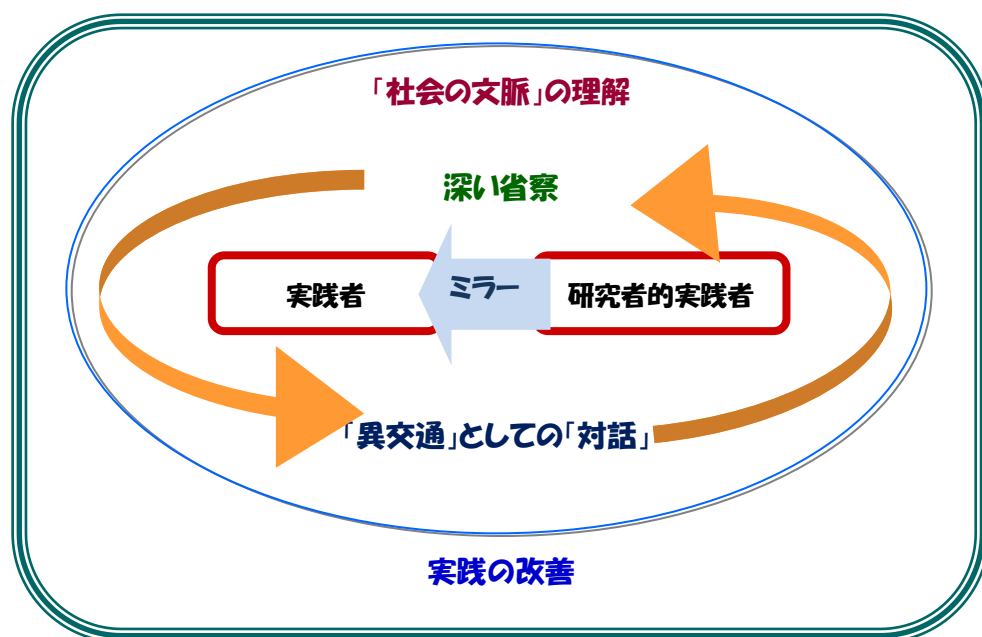 「社会の文脈」の理解
深い省察
実践者
ミラー
研究者的実践者
「異交通」としての「対話」
実践の改善